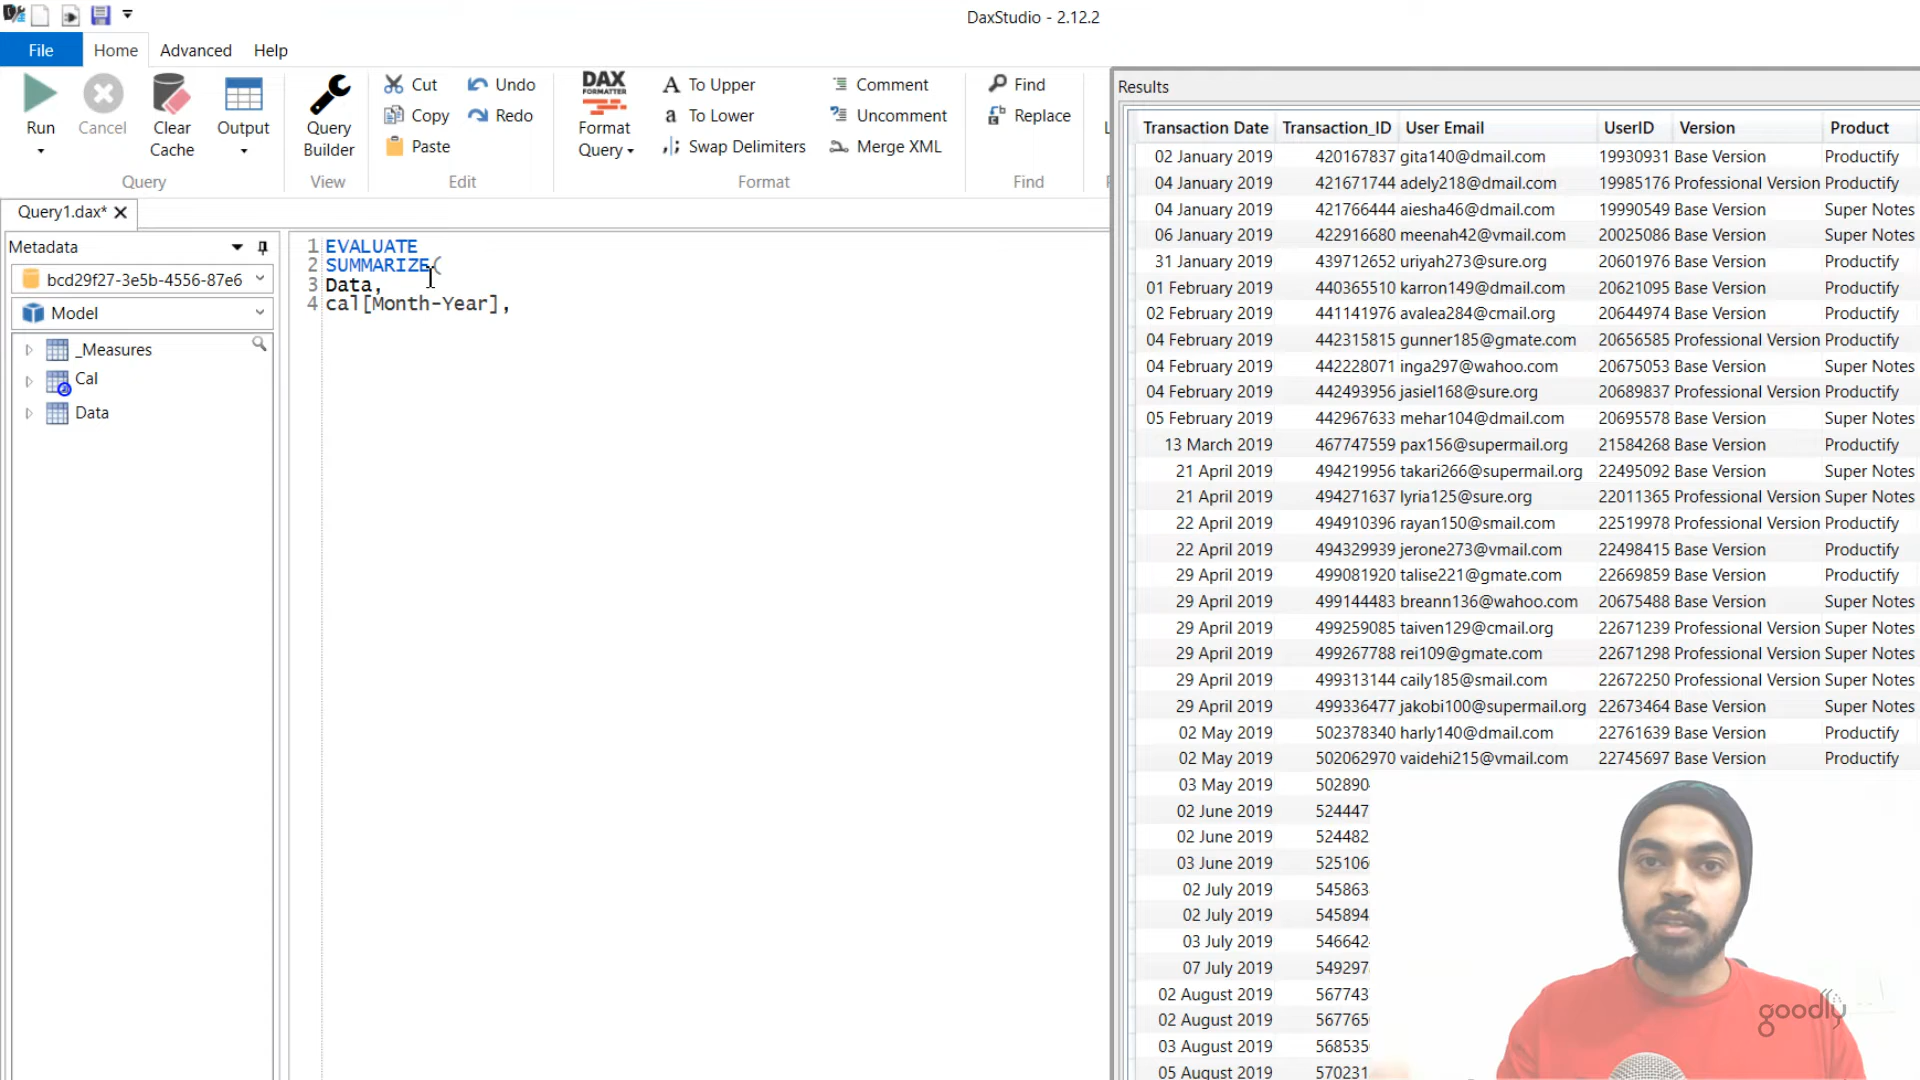 DaxStudio - 2.12.2
File Home Advanced Help
Run
Cancel
Clear Cache
Output
Query
Query Builder
View
Cut
Copy
Paste
Undo
Redo
Edit
DAX FORMATTER
Format Query
A To Upper
a To Lower
Swap Delimiters
Comment
Uncomment
Merge XML
Format
Find
Replace
Find
Query1.dax*
Metadata
bcd29f27-3e5b-4556-87e6
Model
_Measures
Cal
Data
1 EVALUATE
2 SUMMARIZE(
3 Data,
4 cal[Month-Year],
Results
Transaction Date Transaction_ID User Email UserID Version Product
02 January 2019 420167837 gita140@dmail.com 19930931 Base Version Productify
04 January 2019 421671744 adely218@dmail.com 19985176 Professional Version Productify
04 January 2019 421766444 aiesha46@dmail.com 19990549 Base Version Super Notes
06 January 2019 422916680 meenah42@vmail.com 20025086 Base Version Super Notes
31 January 2019 439712652 uriyah273@sure.org 20601976 Base Version Productify
01 February 2019 440365510 karron149@dmail.com 20621095 Base Version Productify
02 February 2019 441141976 avalea284@cmail.org 20644974 Base Version Productify
04 February 2019 442315815 gunner185@gmate.com 20656585 Professional Version Productify
04 February 2019 442228071 inga297@wahoo.com 20675053 Base Version Super Notes
04 February 2019 442493956 jasiel168@sure.org 20689837 Professional Version Productify
05 February 2019 442967633 mehar104@dmail.com 20695578 Base Version Super Notes
13 March 2019 467747559 pax156@supermail.org 21584268 Base Version Productify
21 April 2019 494219956 takari266@supermail.org 22495092 Base Version Super Notes
21 April 2019 494271637 lyria125@sure.org 22011365 Professional Version Super Notes
22 April 2019 494910396 rayan150@smail.com 22519978 Professional Version Productify
22 April 2019 494329939 jerone273@vmail.com 22498415 Base Version Productify
29 April 2019 499081920 talise221@gmate.com 22669859 Base Version Productify
29 April 2019 499144483 breann136@wahoo.com 20675488 Base Version Super Notes
29 April 2019 499259085 taiven129@cmail.org 22671239 Professional Version Super Notes
29 April 2019 499267788 rei109@gmate.com 22671298 Professional Version Super Notes
29 April 2019 499313144 caily185@smail.com 22672250 Professional Version Super Notes
29 April 2019 499336477 jakobi100@supermail.org 22673464 Base Version Super Notes
02 May 2019 502378340 harly140@dmail.com 22761639 Base Version Productify
02 May 2019 502062970 vaidehi215@vmail.com 22745697 Base Version Productify
03 May 2019 502890
02 June 2019 524447
02 June 2019 524482
03 June 2019 525106
02 July 2019 545863
02 July 2019 545894
03 July 2019 546642
07 July 2019 549297
02 August 2019 567743
02 August 2019 567765
03 August 2019 568535
05 August 2019 570231
goodly